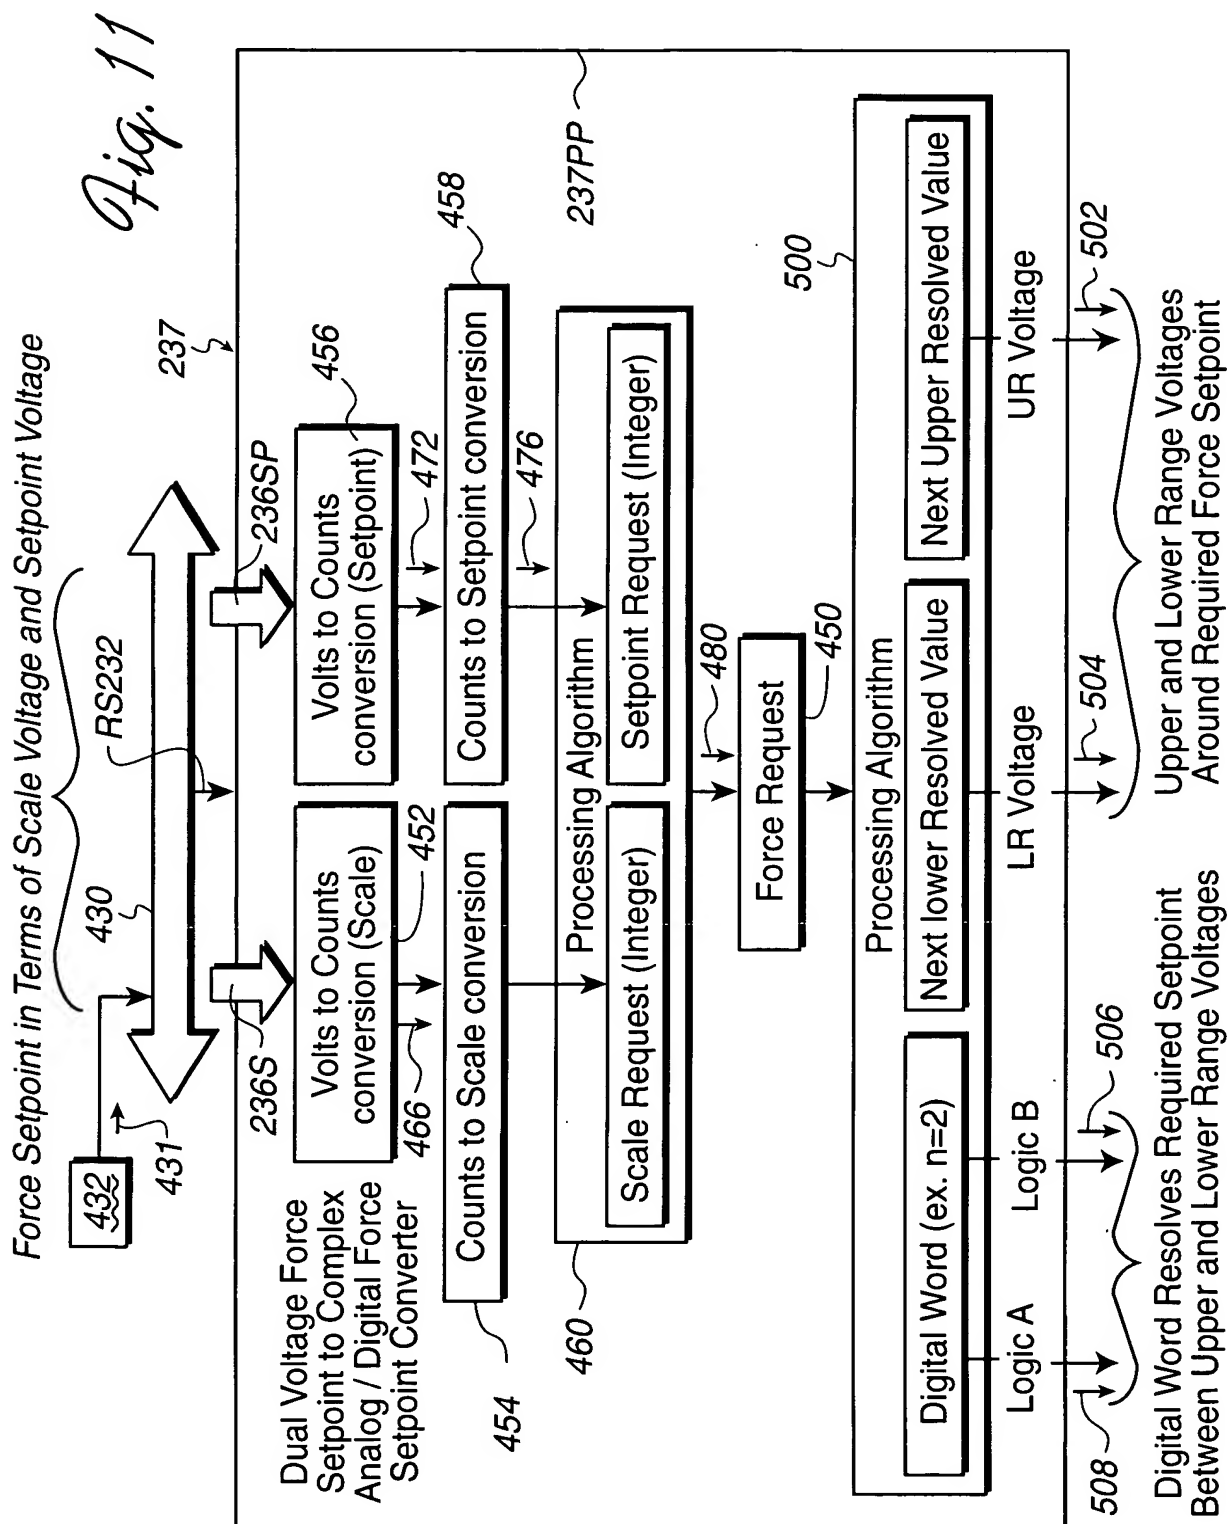 Fig. 11
Force Setpoint in Terms of Scale Voltage and Setpoint Voltage
432
431
430
RS232
237
236S
236SP
Dual Voltage Force
Setpoint to Complex
Analog / Digital Force
Setpoint Converter
Volts to Counts
conversion (Scale)
452
Volts to Counts
conversion (Setpoint)
456
466
472
454
Counts to Scale conversion
Counts to Setpoint conversion
458
476
460
Processing Algorithm
Scale Request (Integer)
Setpoint Request (Integer)
237PP
480
Force Request
450
500
Processing Algorithm
Digital Word (ex. n=2)
Next lower Resolved Value
Next Upper Resolved Value
Logic A
Logic B
LR Voltage
UR Voltage
508
506
504
502
Digital Word Resolves Required Setpoint
Between Upper and Lower Range Voltages
Upper and Lower Range Voltages
Around Required Force Setpoint